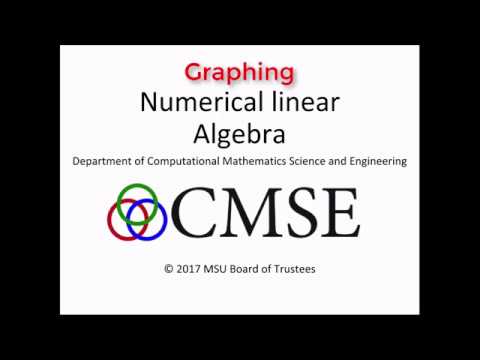 Graphing
Numerical linear
Algebra
Department of Computational Mathematics Science and Engineering
CMSE
© 2017 MSU Board of Trustees